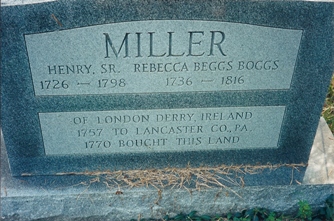 MILLER
HENRY, SR. REBECCA BEGGS BOGGS
1726 - 1798 1736 - 1816
OF LONDON DERRY, IRELAND
1757 TO LANCASTER CO., PA.
1770 BOUGHT THIS LAND